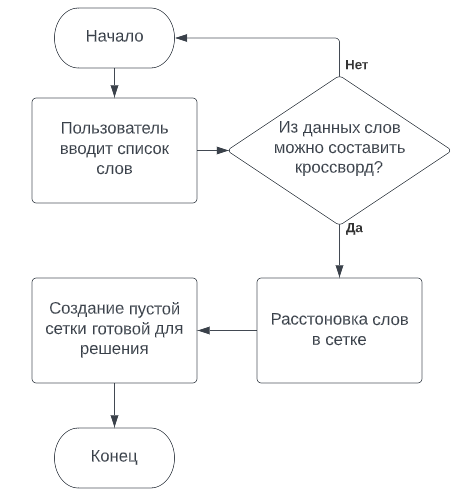 Начало
Нет
Пользователь
вводит список
слов
Из данных слов
можно составить
кроссворд?
Да
Расстоновка слов
в сетке
Создание пустой
сетки готовой для
решения
Конец